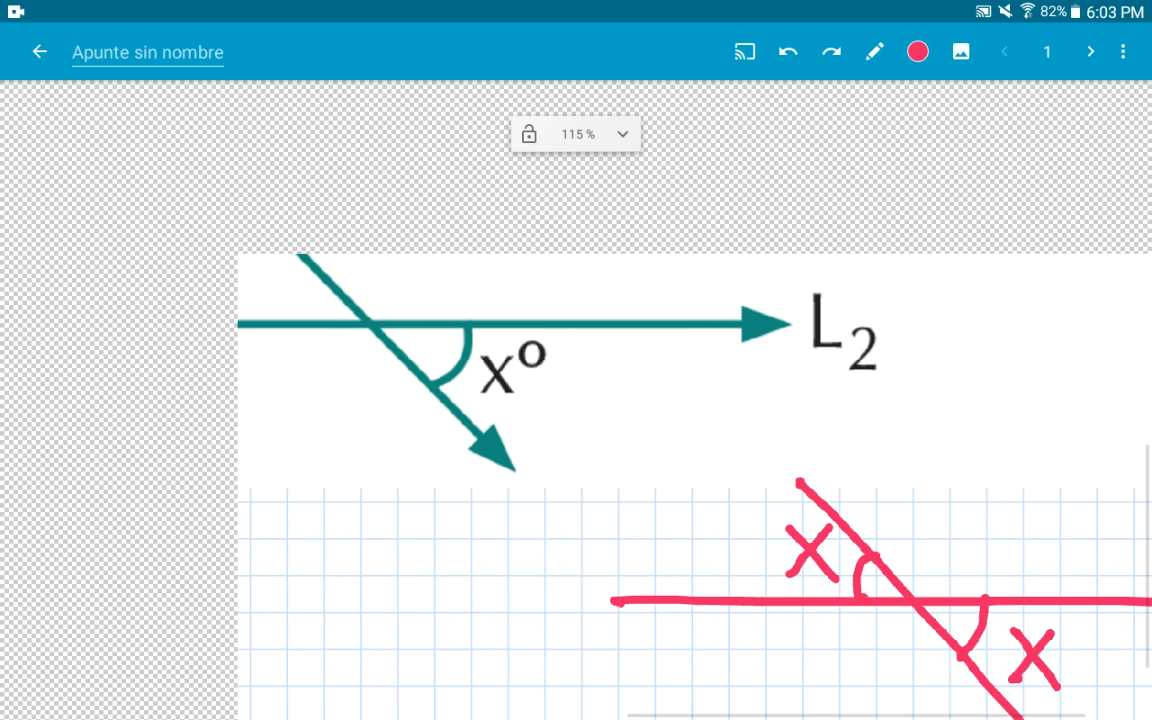 82% 6:03 PM
Apunte sin nombre
1
115 %
L₂
xº
X
X